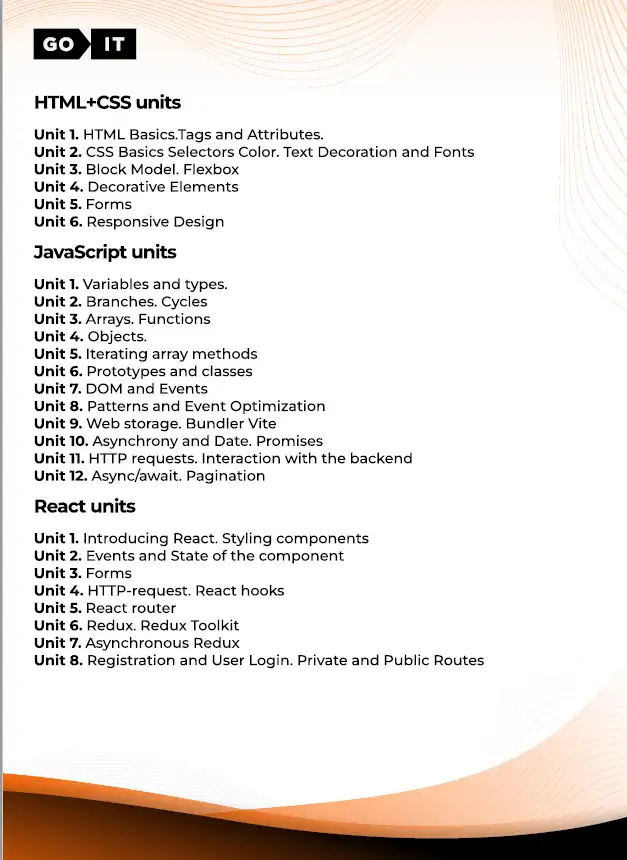 GO IT
HTML+CSS units
Unit 1. HTML Basics.Tags and Attributes.
Unit 2. CSS Basics Selectors Color. Text Decoration and Fonts
Unit 3. Block Model. Flexbox
Unit 4. Decorative Elements
Unit 5. Forms
Unit 6. Responsive Design
JavaScript units
Unit 1. Variables and types.
Unit 2. Branches. Cycles
Unit 3. Arrays. Functions
Unit 4. Objects.
Unit 5. Iterating array methods
Unit 6. Prototypes and classes
Unit 7. DOM and Events
Unit 8. Patterns and Event Optimization
Unit 9. Web storage. Bundler Vite
Unit 10. Asynchrony and Date. Promises
Unit 11. HTTP requests. Interaction with the backend
Unit 12. Async/await. Pagination
React units
Unit 1. Introducing React. Styling components
Unit 2. Events and State of the component
Unit 3. Forms
Unit 4. HTTP-request. React hooks
Unit 5. React router
Unit 6. Redux. Redux Toolkit
Unit 7. Asynchronous Redux
Unit 8. Registration and User Login. Private and Public Routes